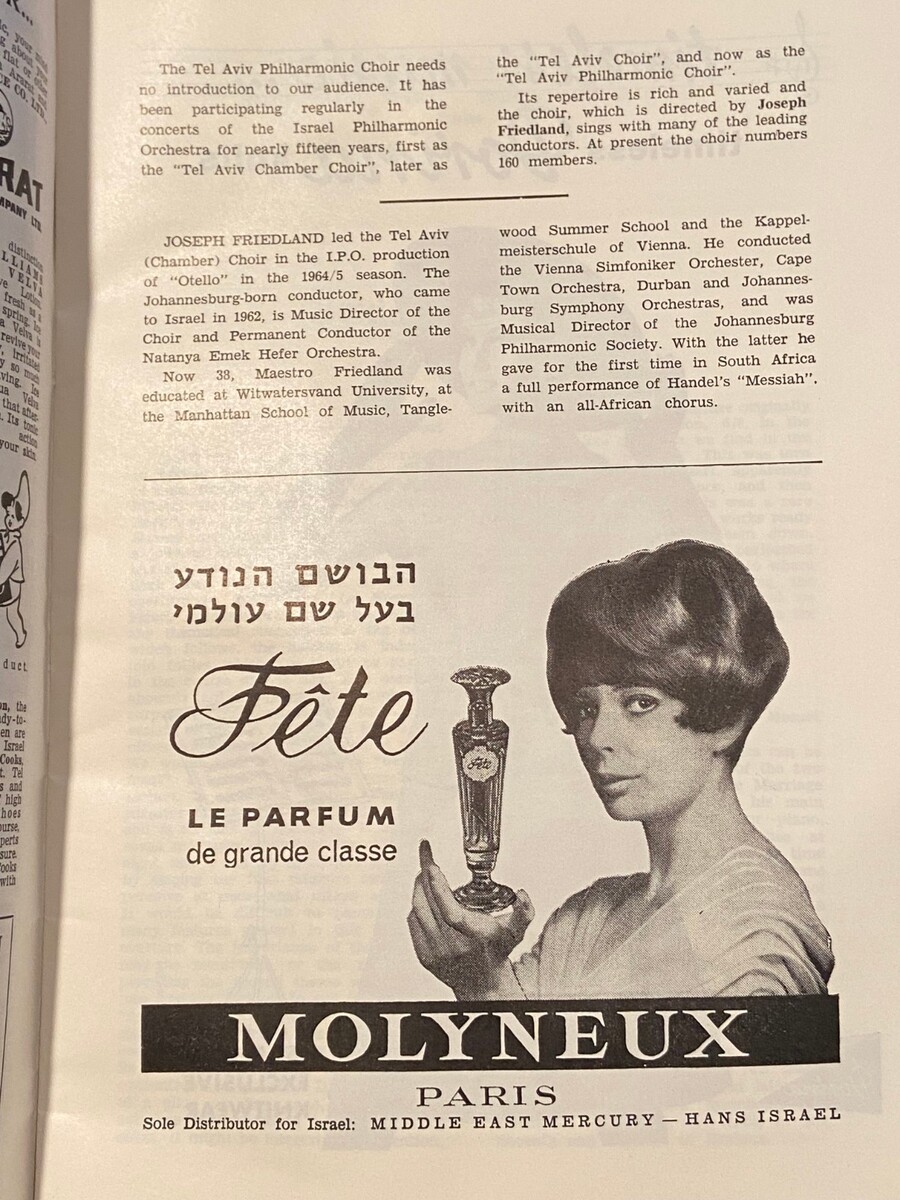 The Tel Aviv Philharmonic Choir needs
no introduction to our audience. It has
been participating regularly in the
concerts of the Israel Philharmonic
Orchestra for nearly fifteen years, first as
the “Tel Aviv Chamber Choir”, later as
the “Tel Aviv Choir”, and now as the
“Tel Aviv Philharmonic Choir”.
Its repertoire is rich and varied and
the choir, which is directed by Joseph
Friedland, sings with many of the leading
conductors. At present the choir numbers
160 members.
JOSEPH FRIEDLAND led the Tel Aviv
(Chamber) Choir in the I.P.O. production
of “Otello” in the 1964/5 season. The
Johannesburg-born conductor, who came
to Israel in 1962, is Music Director of the
Choir and Permanent Conductor of the
Natanya Emek Hefer Orchestra.
Now 38, Maestro Friedland was
educated at Witwatersvand University, at
the Manhattan School of Music, Tangle-
wood Summer School and the Kappel-
meisterschule of Vienna. He conducted
the Vienna Simfoniker Orchester, Cape
Town Orchestra, Durban and Johannes-
burg Symphony Orchestras, and was
Musical Director of the Johannesburg
Philharmonic Society. With the latter he
gave for the first time in South Africa
a full performance of Handel's “Messiah”.
with an all-African chorus.
הבושם הנודע
בעל שם עולמי
Fête
Fête
LE PARFUM
de grande classe
MOLYNEUX
PARIS
Sole Distributor for Israel: MIDDLE EAST MERCURY — HANS ISRAEL